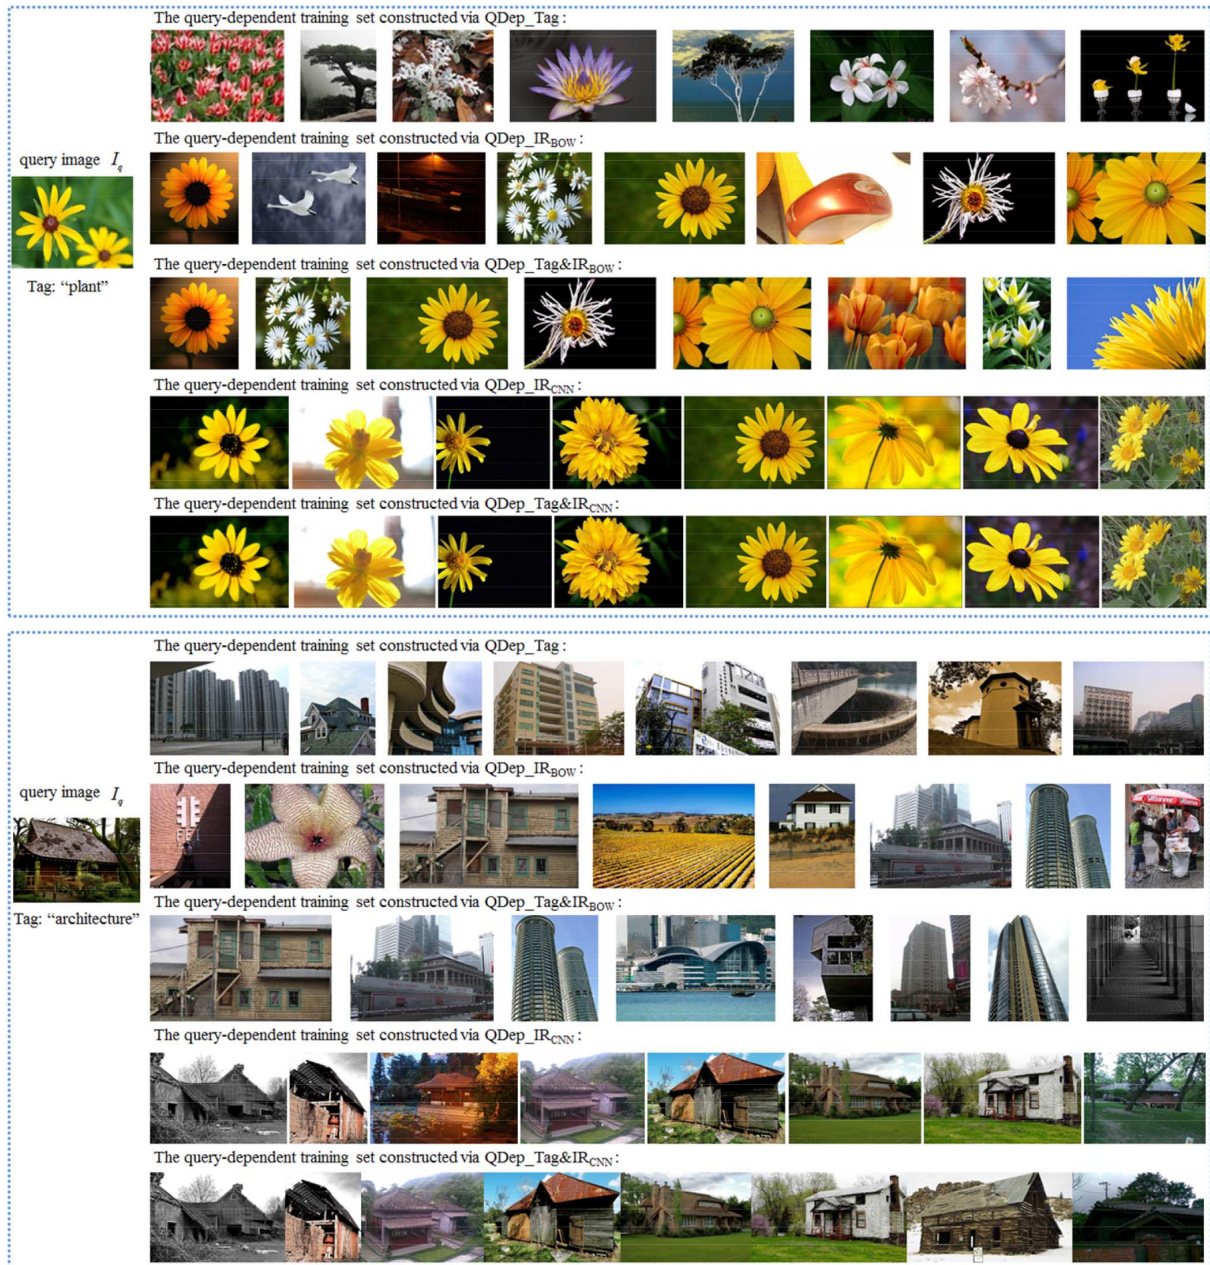 The query-dependent training set constructed via QDep_Tag:
The query-dependent training set constructed via QDep_IR_BOW:
query image I_q
The query-dependent training set constructed via QDep_Tag&IR_BOW:
Tag: “plant”
The query-dependent training set constructed via QDep_IR_CNN:
The query-dependent training set constructed via QDep_Tag&IR_CNN:
The query-dependent training set constructed via QDep_Tag:
The query-dependent training set constructed via QDep_IR_BOW:
query image I_q
The query-dependent training set constructed via QDep_Tag&IR_BOW:
Tag: “architecture”
The query-dependent training set constructed via QDep_IR_CNN:
The query-dependent training set constructed via QDep_Tag&IR_CNN: